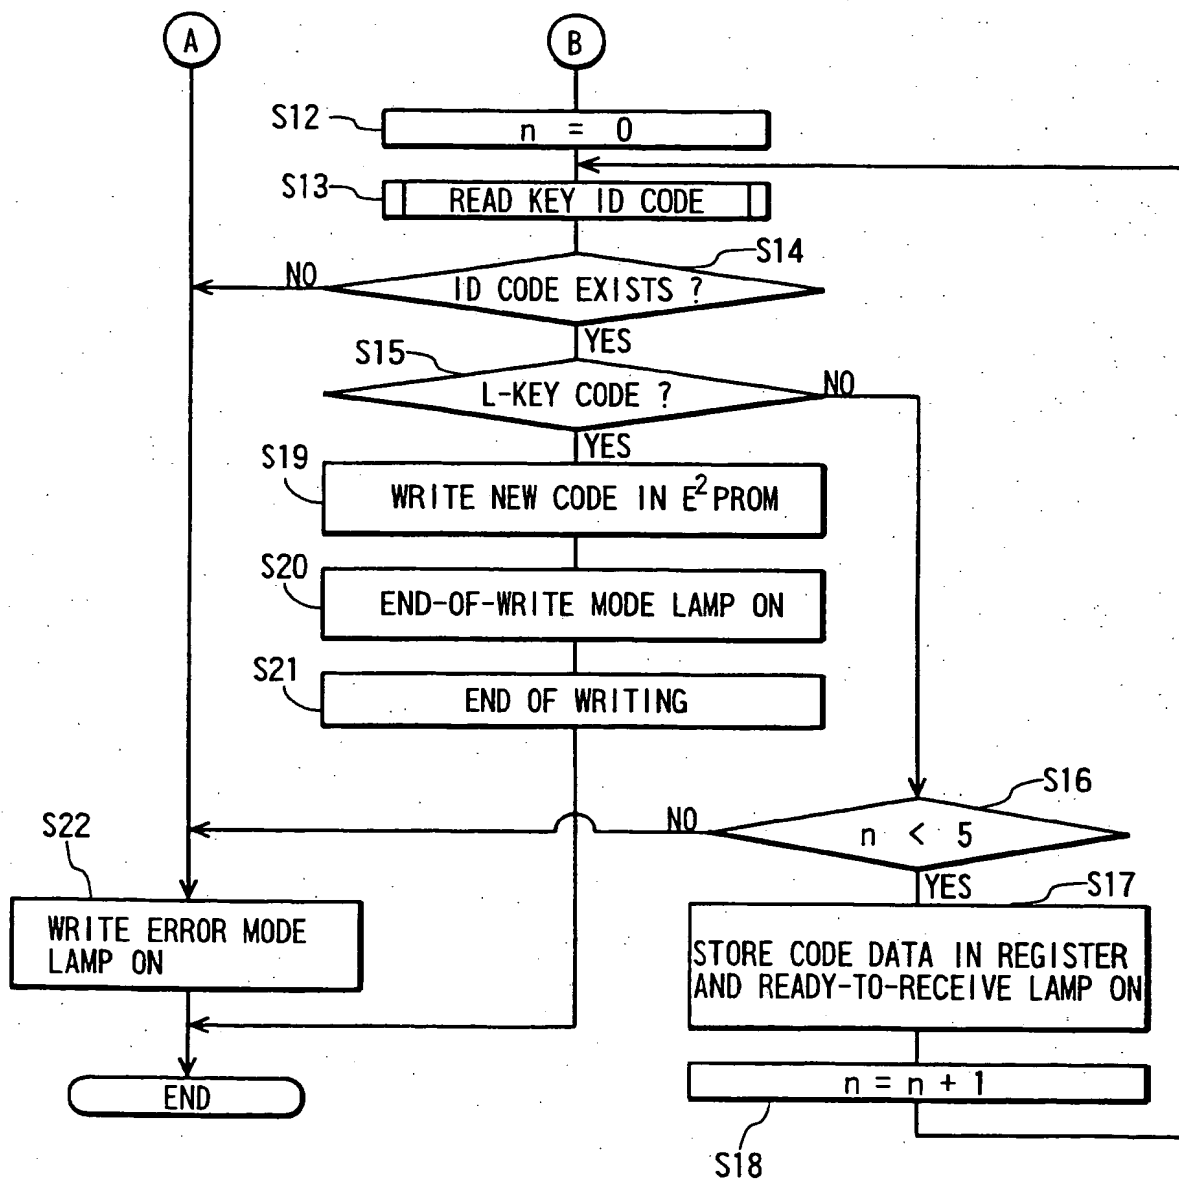 A
B
S12
n = 0
S13
READ KEY ID CODE
S14
NO
ID CODE EXISTS ?
YES
S15
L-KEY CODE ?
NO
YES
S19
WRITE NEW CODE IN E²PROM
S20
END-OF-WRITE MODE LAMP ON
S21
END OF WRITING
S16
NO
n < 5
YES
S22
WRITE ERROR MODE
LAMP ON
S17
STORE CODE DATA IN REGISTER
AND READY-TO-RECEIVE LAMP ON
n = n + 1
S18
END